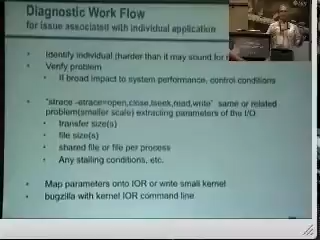 Diagnostic Work Flow
for issue associated with individual application
Identify individual (harder than it may sound for
Verify problem
If broad impact to system performance, control conditions
"strace -etrace=open,close,lseek,read,write" same or related
problem(smaller scale) extracting parameters of the I/O.
transfer size(s)
file size(s)
shared file or file per process
Any stalling conditions, etc.
Map parameters onto IOR or write small kernel
bugzilla with kernel IOR command line